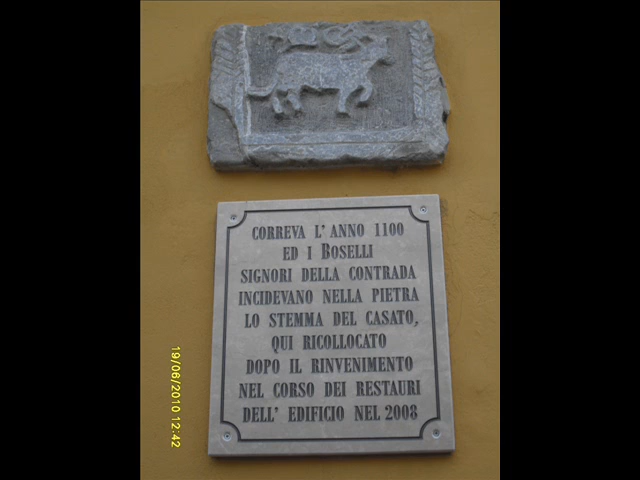 CORREVA L'ANNO 1100
ED I BOSELLI
SIGNORI DELLA CONTRADA
INCIDEVANO NELLA PIETRA
LO STEMMA DEL CASATO,
QUI RICOLLOCATO
DOPO IL RINVENIMENTO
NEL CORSO DEI RESTAURI
DELL' EDIFICIO NEL 2008
19/06/2010 12:42